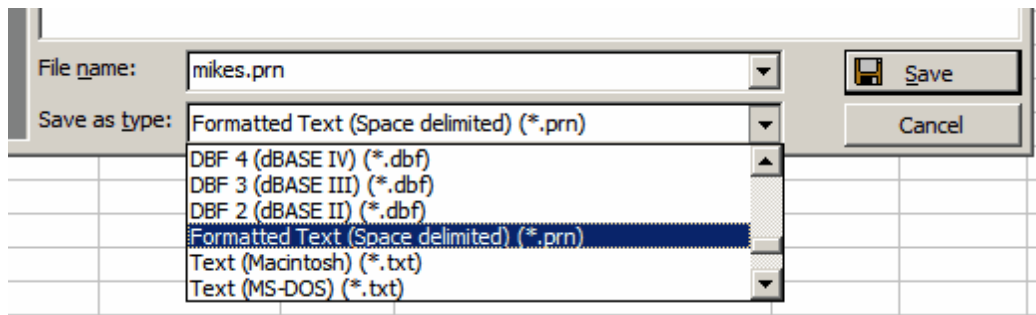 File name: mikes.prn Save
Save as type: Formatted Text (Space delimited) (*.prn) Cancel
DBF 4 (dBASE IV) (*.dbf)
DBF 3 (dBASE III) (*.dbf)
DBF 2 (dBASE II) (*.dbf)
Formatted Text (Space delimited) (*.prn)
Text (Macintosh) (*.txt)
Text (MS-DOS) (*.txt)